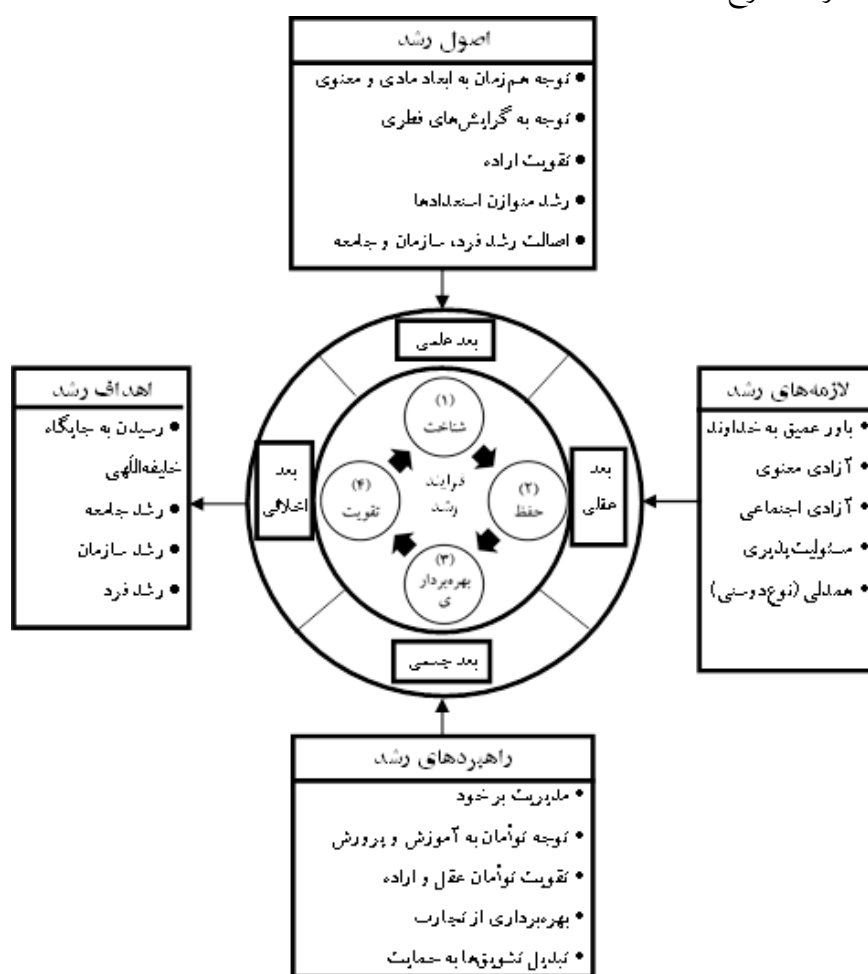 اصول رشد
• توجه هم‌زمان به ابعاد مادی و معنوی
• توجه به گرایش‌های فطری
• تقویت اراده
• رشد متوازن استعدادها
• اصالت رشد فرد، سازمان و جامعه
بعد علمی
لازمه‌های رشد
• باور عمیق به خداوند
• آزادی معنوی
• آزادی اجتماعی
• مسئولیت‌پذیری
• همدلی (نوع‌دوستی)
بعد
عقلی
(۱)
شناخت
(۲)
حفظ
فرایند
رشد
(۳)
بهره‌بردار
ی
(۴)
تقویت
بعد
اخلاقی
اهداف رشد
• رسیدن به جایگاه
خلیفه‌اللهی
• رشد جامعه
• رشد سازمان
• رشد فرد
بعد جسمی
راهبردهای رشد
• مدیریت بر خود
• توجه توأمان به آموزش و پرورش
• تقویت توأمان عقل و اراده
• بهره‌برداری از تجارب
• تبدیل تشویق‌ها به حمایت